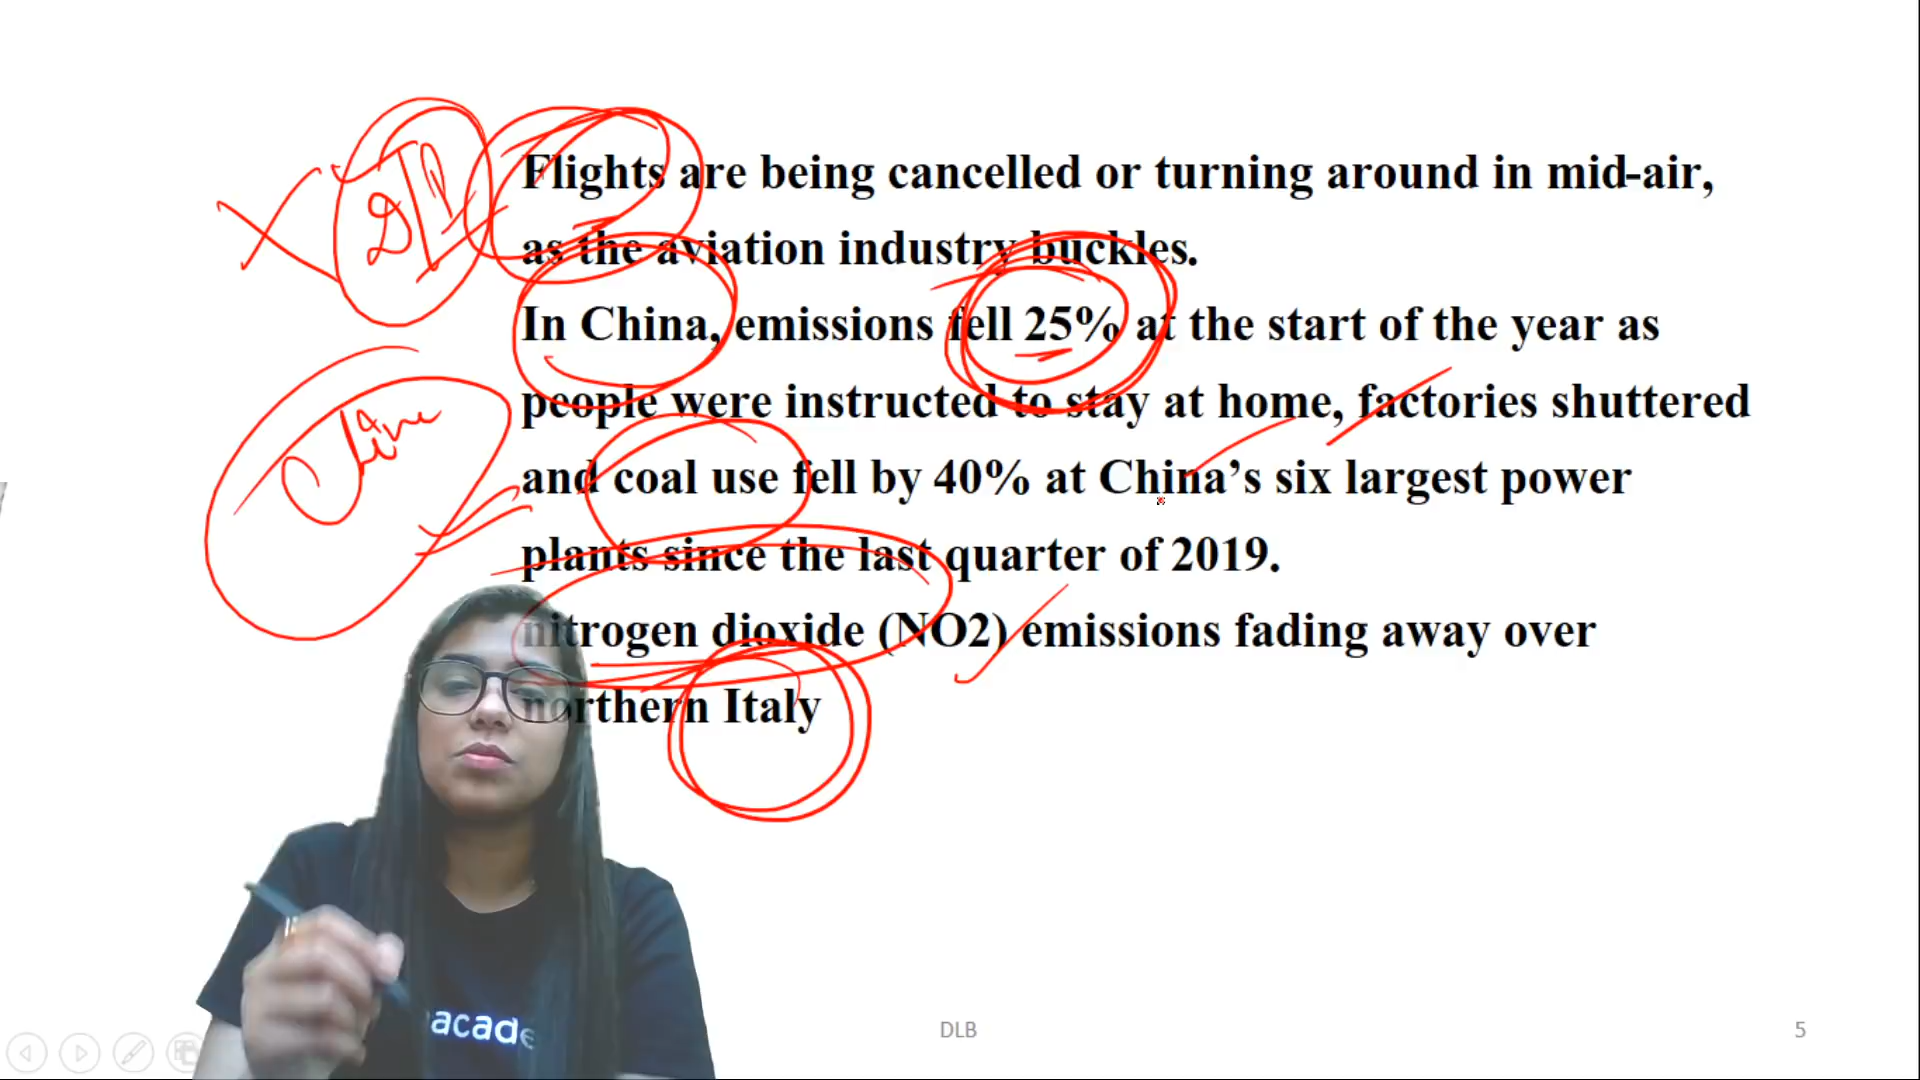 Flights are being cancelled or turning around in mid-air,
as the aviation industry buckles.
In China, emissions fell 25% at the start of the year as
people were instructed to stay at home, factories shuttered
and coal use fell by 40% at China’s six largest power
plants since the last quarter of 2019.
nitrogen dioxide (NO2) emissions fading away over
northern Italy
acade
DLB
5